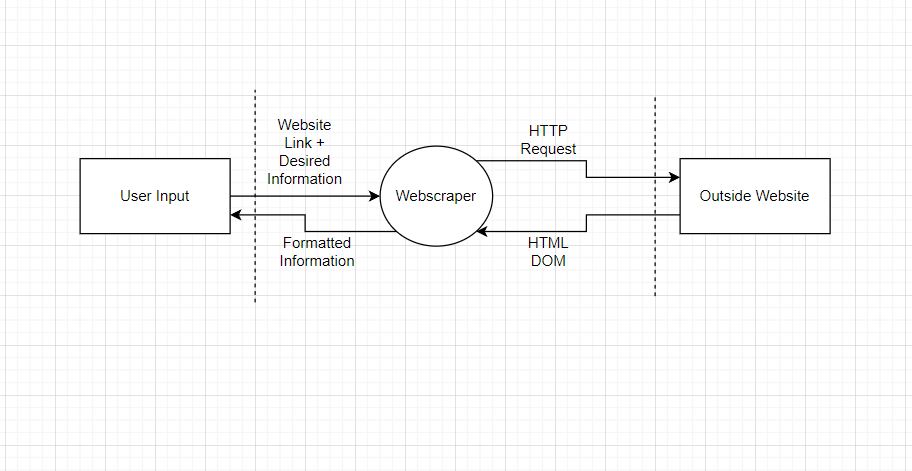 Website
Link +
Desired
Information
HTTP
Request
User Input
Webscraper
Outside Website
Formatted
Information
HTML
DOM